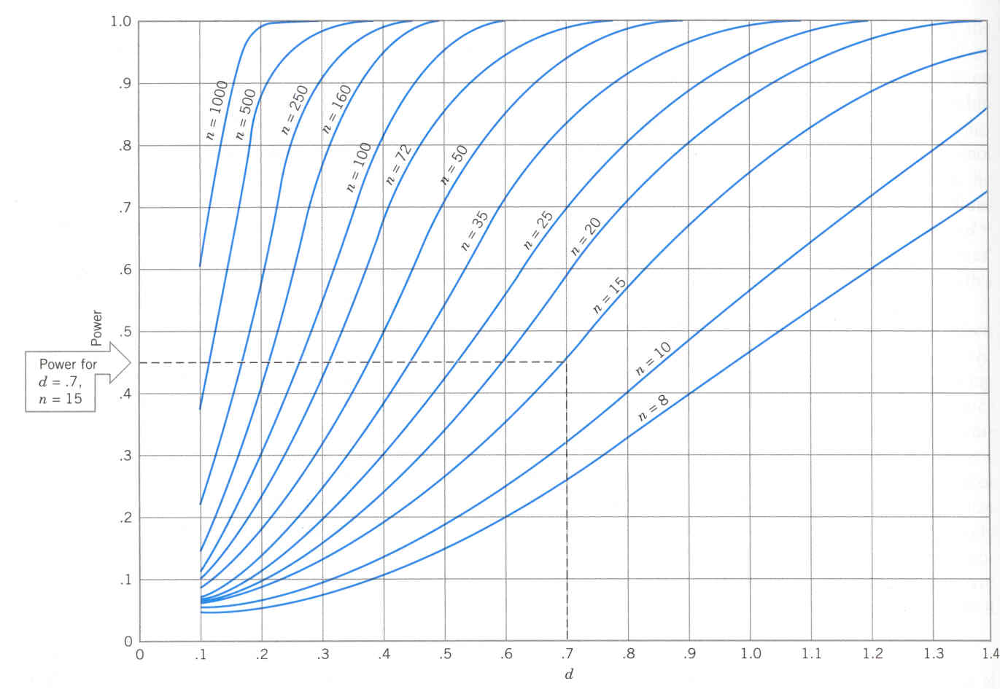 1.0
.9
.8
.7
.6
.5
.4
.3
.2
.1
0
Power
Power for
d = .7,
n = 15
n = 1000
n = 500
n = 250
n = 160
n = 100
n = 72
n = 50
n = 35
n = 25
n = 20
n = 15
n = 10
n = 8
0 .1 .2 .3 .4 .5 .6 .7 .8 .9 1.0 1.1 1.2 1.3 1.4
d